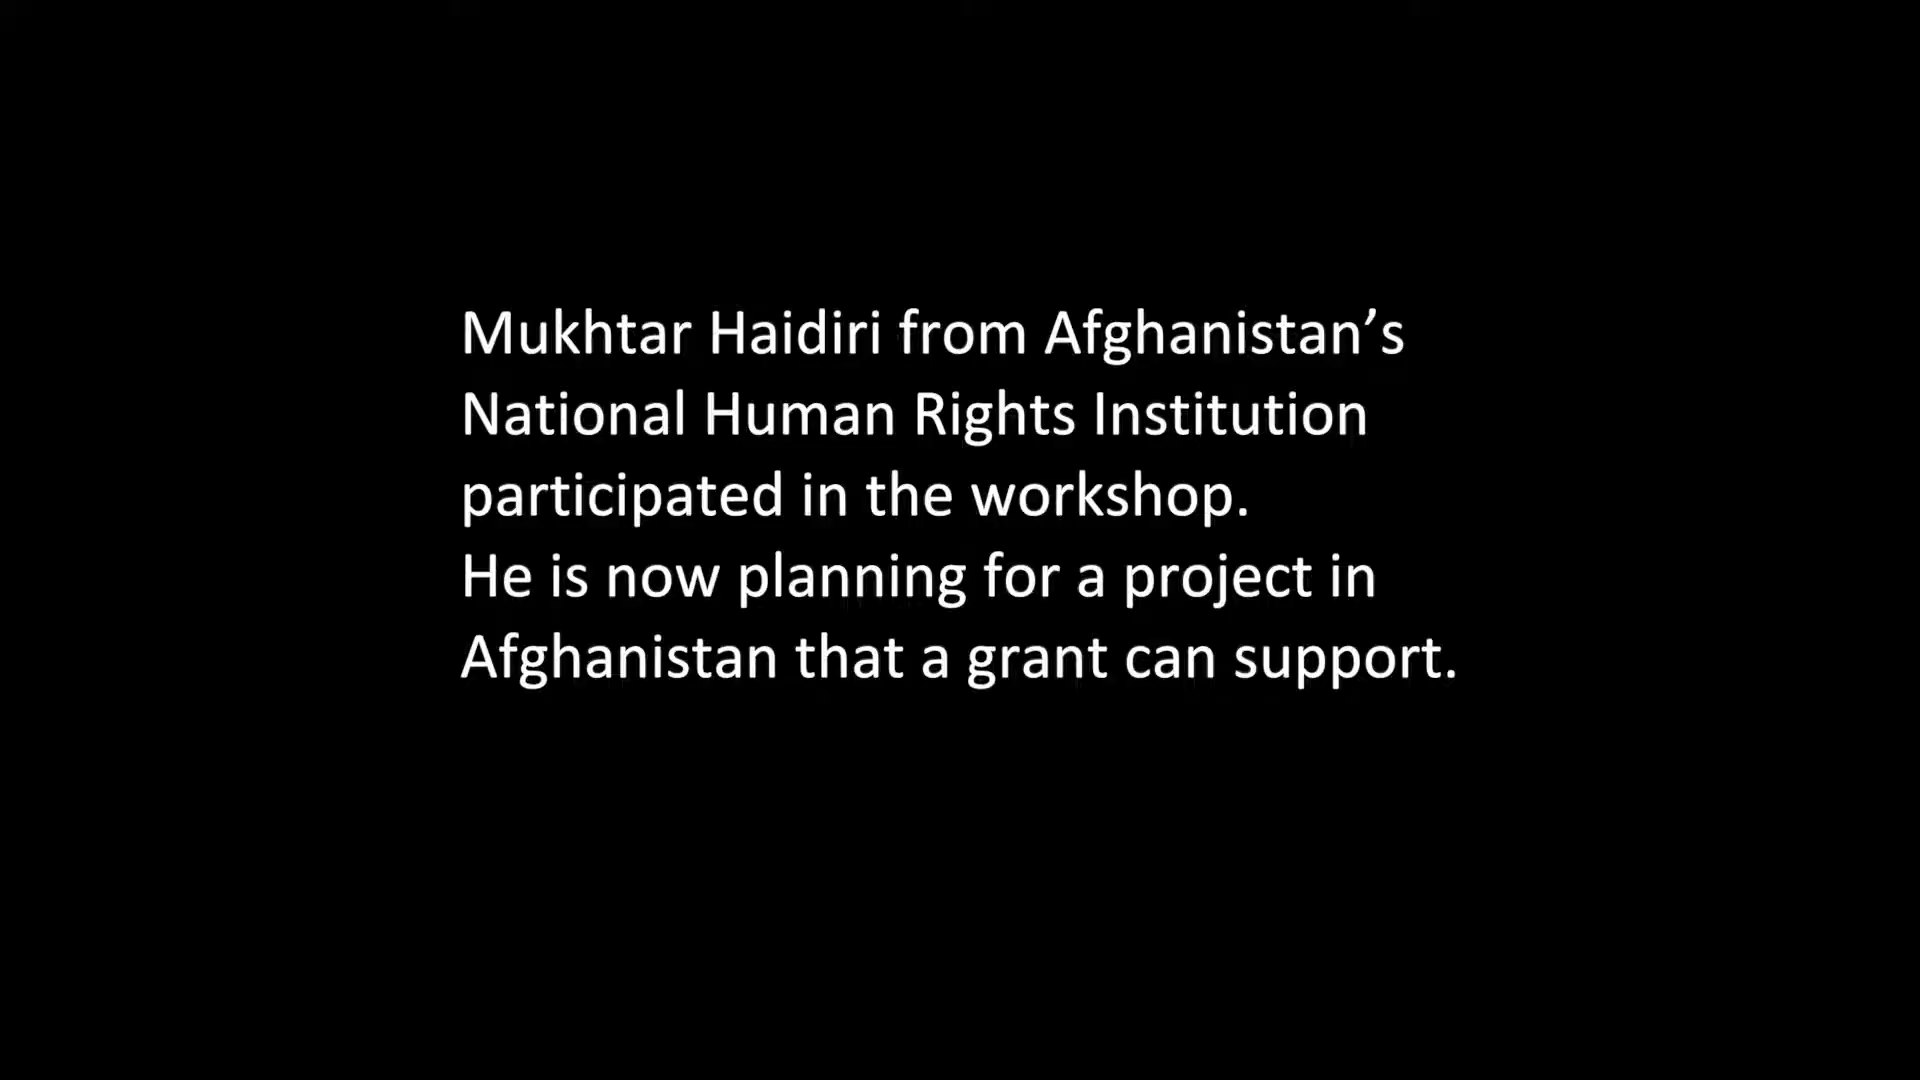 Mukhtar Haidiri from Afghanistan’s
National Human Rights Institution
participated in the workshop.
He is now planning for a project in
Afghanistan that a grant can support.